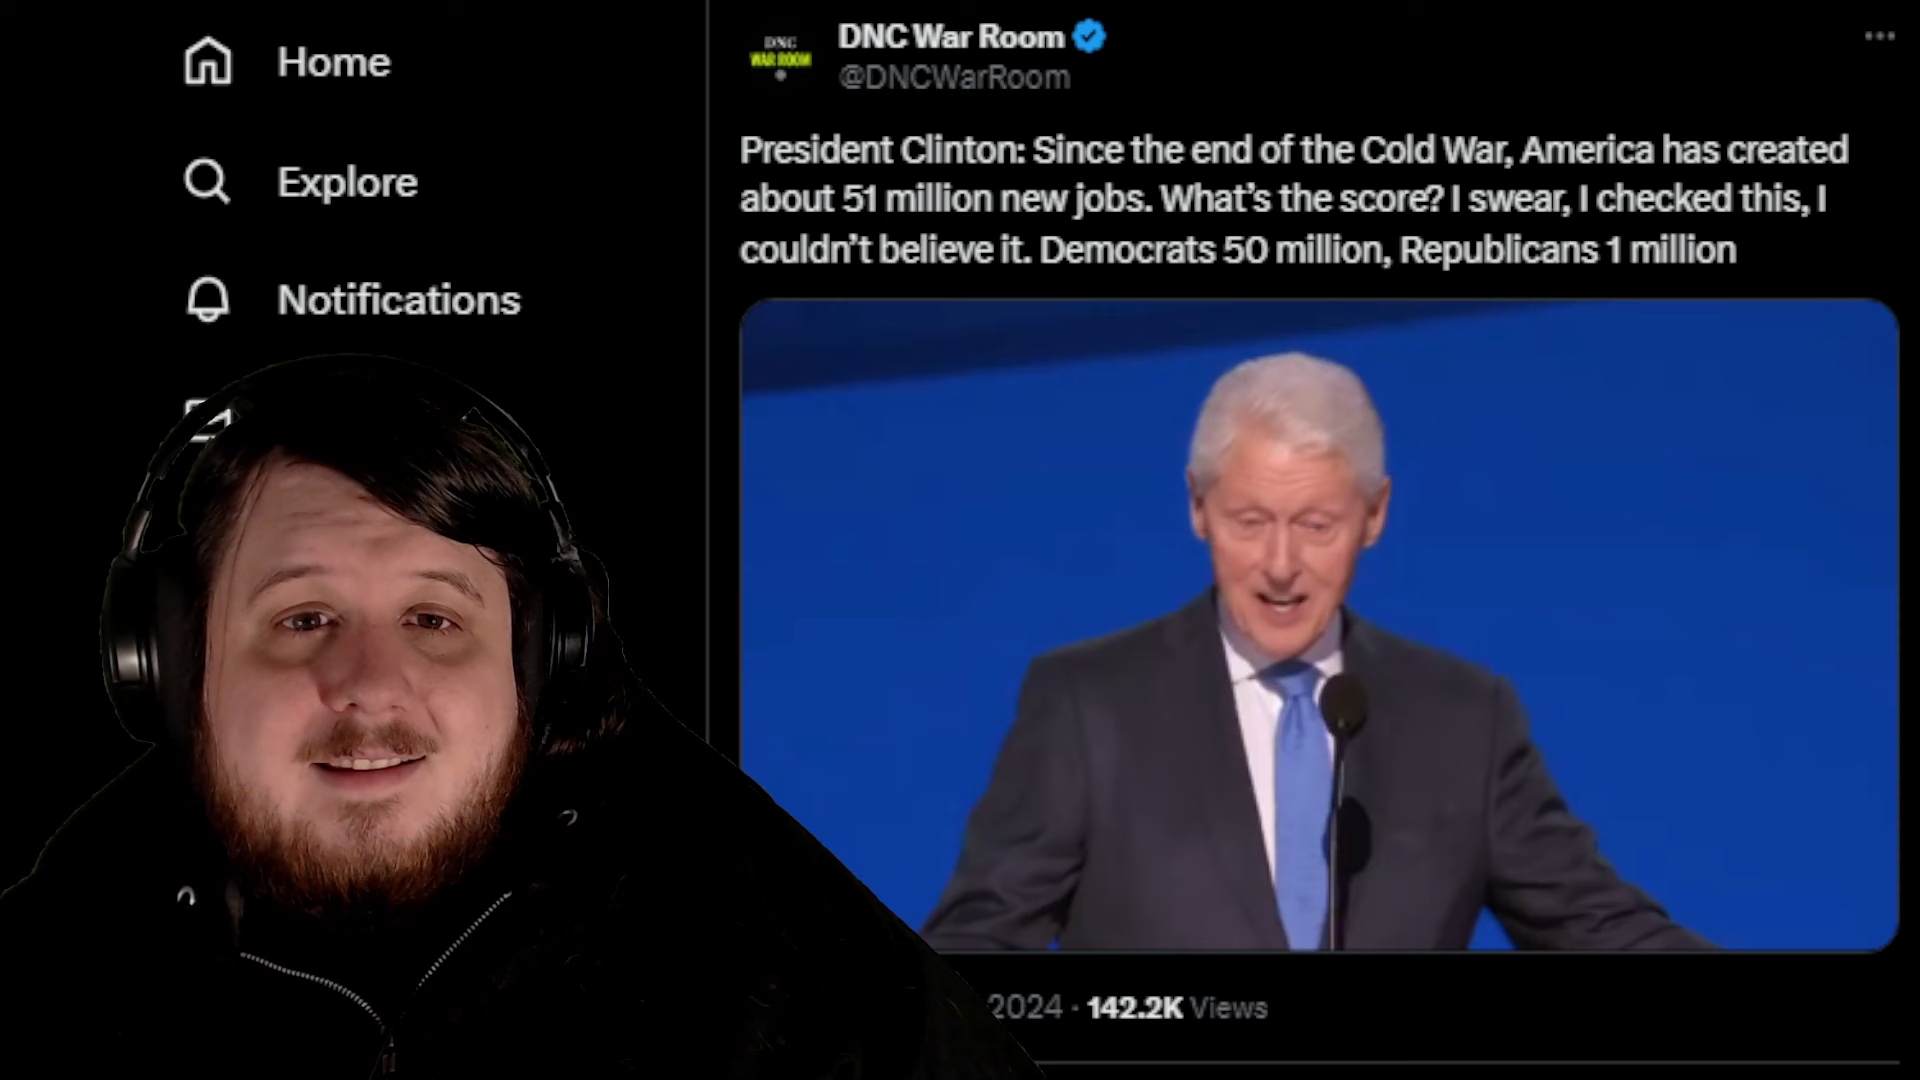 Home
Explore
Notifications
DNC
WAR ROOM
DNC War Room
@DNCWarRoom
President Clinton: Since the end of the Cold War, America has created
about 51 million new jobs. What's the score? I swear, I checked this, I
couldn't believe it. Democrats 50 million, Republicans 1 million
2024 · 142.2K Views